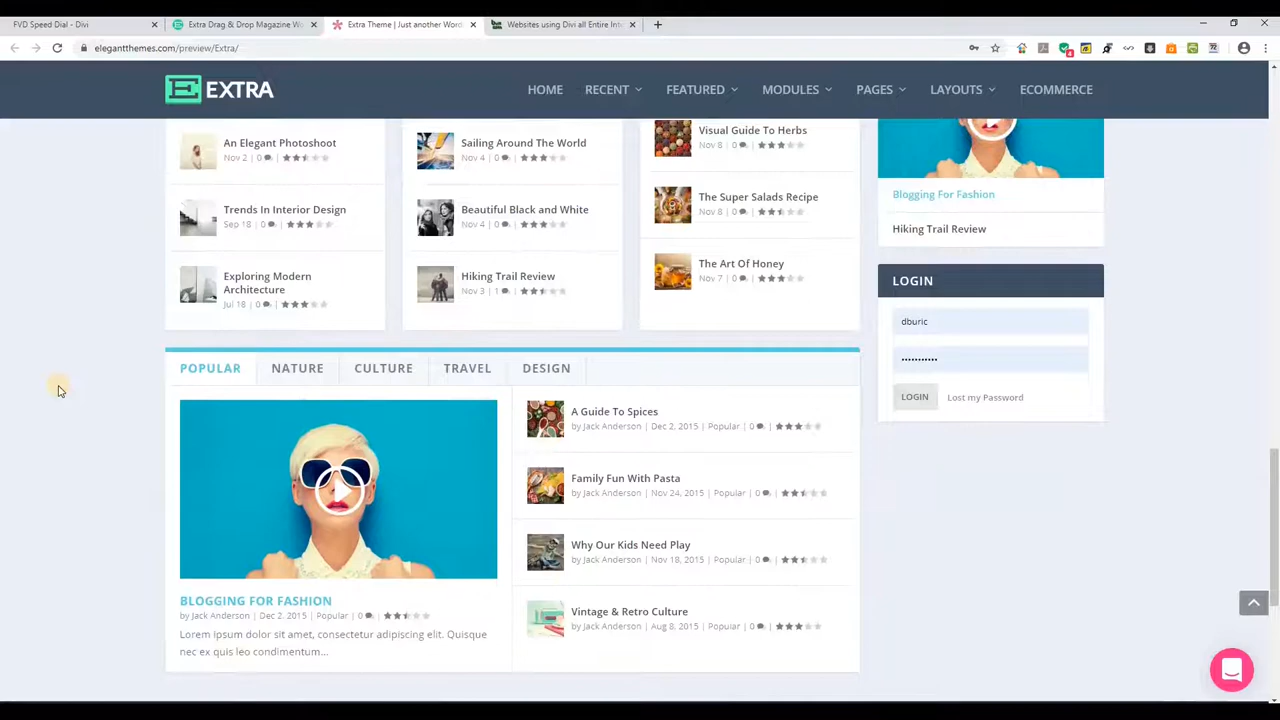 FVD Speed Dial - Divi
Extra Drag & Drop Magazine Wo
Extra Theme | Just another Word
Websites using Divi all Entire Int
elegantthemes.com/preview/Extra/
EXTRA
HOME
RECENT
FEATURED
MODULES
PAGES
LAYOUTS
ECOMMERCE
An Elegant Photoshoot
Nov 2 | 0
Trends In Interior Design
Sep 18 | 0
Exploring Modern
Architecture
Jul 18 | 0
Sailing Around The World
Nov 4 | 0
Beautiful Black and White
Nov 4 | 0
Hiking Trail Review
Nov 3 | 1
Visual Guide To Herbs
Nov 8 | 0
The Super Salads Recipe
Nov 8 | 0
The Art Of Honey
Nov 7 | 0
Blogging For Fashion
Hiking Trail Review
LOGIN
dburic
•••••••••••
LOGIN
Lost my Password
POPULAR
NATURE
CULTURE
TRAVEL
DESIGN
BLOGGING FOR FASHION
by Jack Anderson | Dec 2, 2015 | Popular | 0
Lorem ipsum dolor sit amet, consectetur adipiscing elit. Quisque
nec ex quis leo condimentum...
A Guide To Spices
by Jack Anderson | Dec 2, 2015 | Popular | 0
Family Fun With Pasta
by Jack Anderson | Nov 24, 2015 | Popular | 0
Why Our Kids Need Play
by Jack Anderson | Nov 18, 2015 | Popular | 0
Vintage & Retro Culture
by Jack Anderson | Aug 8, 2015 | Popular | 0